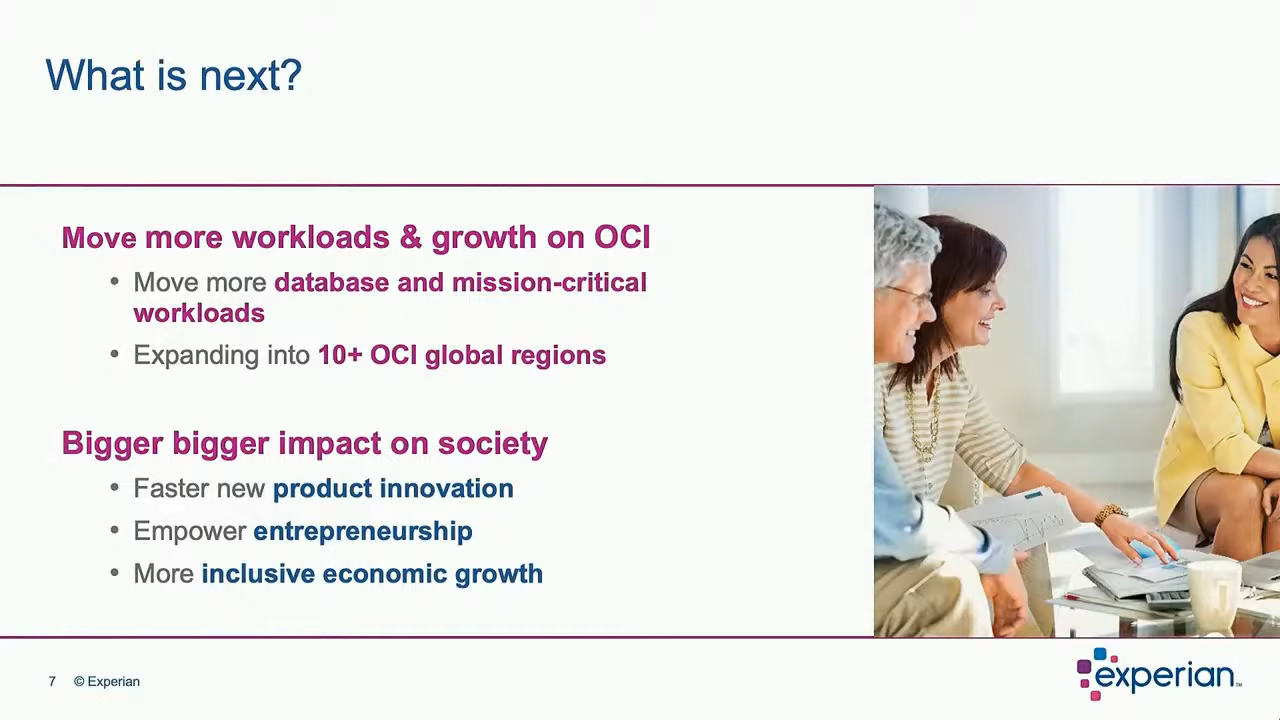 What is next?
Move more workloads & growth on OCI
• Move more database and mission-critical
workloads
• Expanding into 10+ OCI global regions
Bigger bigger impact on society
• Faster new product innovation
• Empower entrepreneurship
• More inclusive economic growth
7 © Experian
experian™